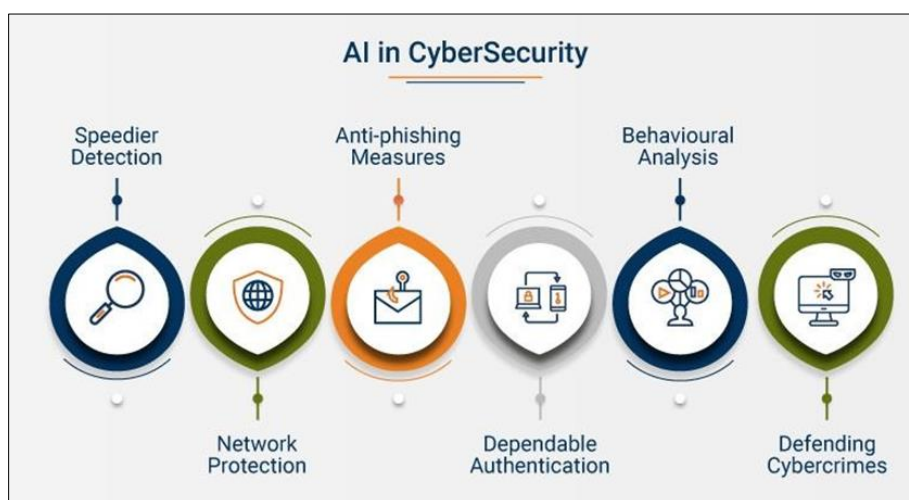 AI in CyberSecurity
Speedier
Detection
Anti-phishing
Measures
Behavioural
Analysis
Network
Protection
Dependable
Authentication
Defending
Cybercrimes